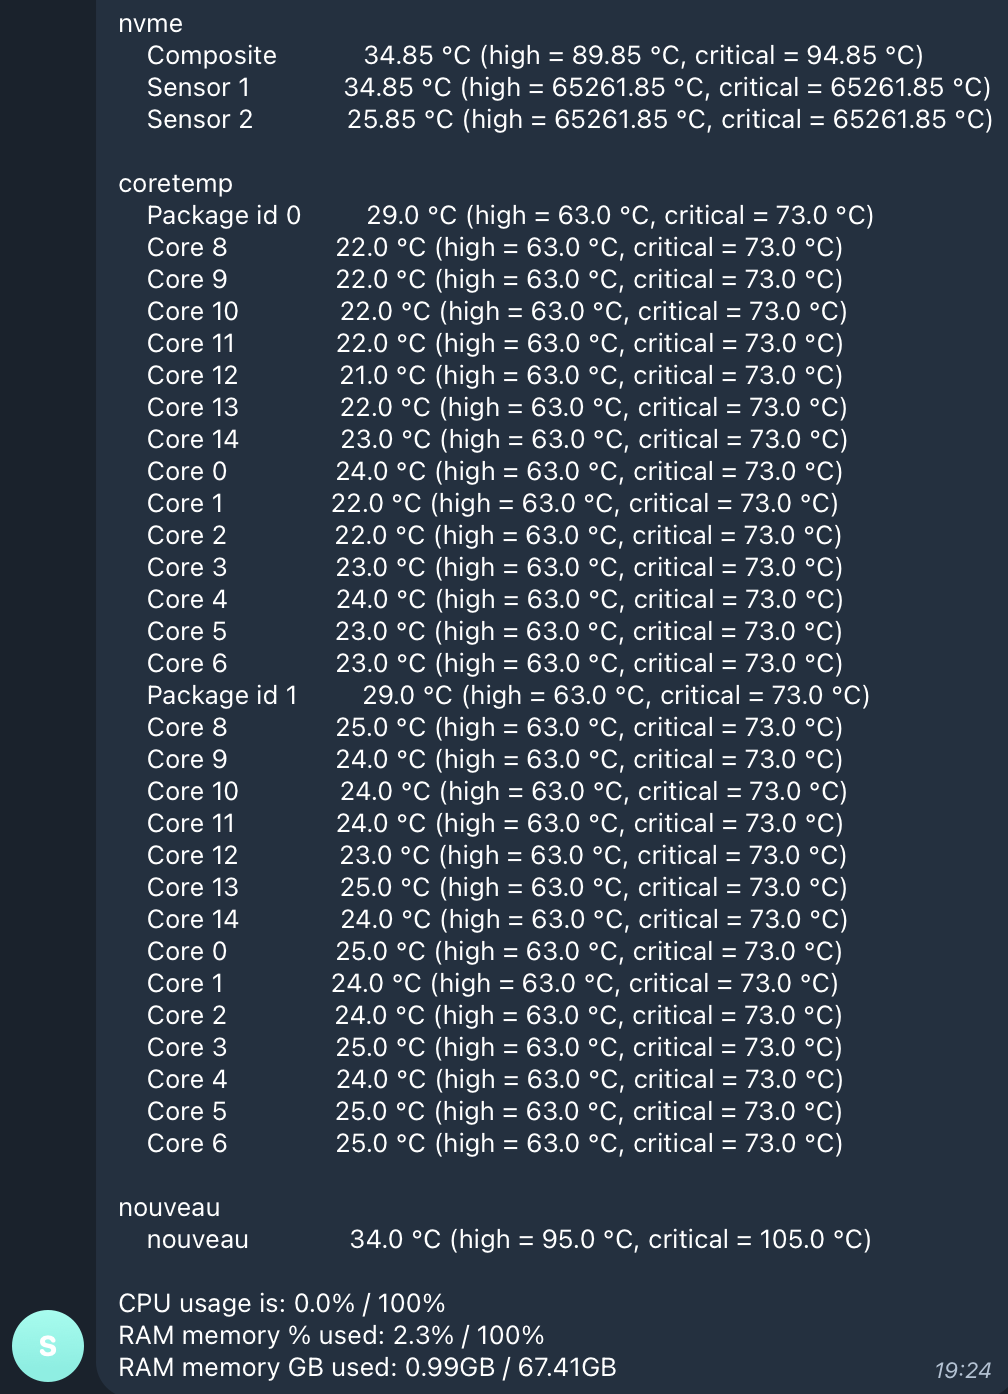 nvme
Composite 34.85 °C (high = 89.85 °C, critical = 94.85 °C)
Sensor 1 34.85 °C (high = 65261.85 °C, critical = 65261.85 °C)
Sensor 2 25.85 °C (high = 65261.85 °C, critical = 65261.85 °C)
coretemp
Package id 0 29.0 °C (high = 63.0 °C, critical = 73.0 °C)
Core 8 22.0 °C (high = 63.0 °C, critical = 73.0 °C)
Core 9 22.0 °C (high = 63.0 °C, critical = 73.0 °C)
Core 10 22.0 °C (high = 63.0 °C, critical = 73.0 °C)
Core 11 22.0 °C (high = 63.0 °C, critical = 73.0 °C)
Core 12 21.0 °C (high = 63.0 °C, critical = 73.0 °C)
Core 13 22.0 °C (high = 63.0 °C, critical = 73.0 °C)
Core 14 23.0 °C (high = 63.0 °C, critical = 73.0 °C)
Core 0 24.0 °C (high = 63.0 °C, critical = 73.0 °C)
Core 1 22.0 °C (high = 63.0 °C, critical = 73.0 °C)
Core 2 22.0 °C (high = 63.0 °C, critical = 73.0 °C)
Core 3 23.0 °C (high = 63.0 °C, critical = 73.0 °C)
Core 4 24.0 °C (high = 63.0 °C, critical = 73.0 °C)
Core 5 23.0 °C (high = 63.0 °C, critical = 73.0 °C)
Core 6 23.0 °C (high = 63.0 °C, critical = 73.0 °C)
Package id 1 29.0 °C (high = 63.0 °C, critical = 73.0 °C)
Core 8 25.0 °C (high = 63.0 °C, critical = 73.0 °C)
Core 9 24.0 °C (high = 63.0 °C, critical = 73.0 °C)
Core 10 24.0 °C (high = 63.0 °C, critical = 73.0 °C)
Core 11 24.0 °C (high = 63.0 °C, critical = 73.0 °C)
Core 12 23.0 °C (high = 63.0 °C, critical = 73.0 °C)
Core 13 25.0 °C (high = 63.0 °C, critical = 73.0 °C)
Core 14 24.0 °C (high = 63.0 °C, critical = 73.0 °C)
Core 0 25.0 °C (high = 63.0 °C, critical = 73.0 °C)
Core 1 24.0 °C (high = 63.0 °C, critical = 73.0 °C)
Core 2 24.0 °C (high = 63.0 °C, critical = 73.0 °C)
Core 3 25.0 °C (high = 63.0 °C, critical = 73.0 °C)
Core 4 24.0 °C (high = 63.0 °C, critical = 73.0 °C)
Core 5 25.0 °C (high = 63.0 °C, critical = 73.0 °C)
Core 6 25.0 °C (high = 63.0 °C, critical = 73.0 °C)
nouveau
nouveau 34.0 °C (high = 95.0 °C, critical = 105.0 °C)
CPU usage is: 0.0% / 100%
RAM memory % used: 2.3% / 100%
S
RAM memory GB used: 0.99GB / 67.41GB
19:24